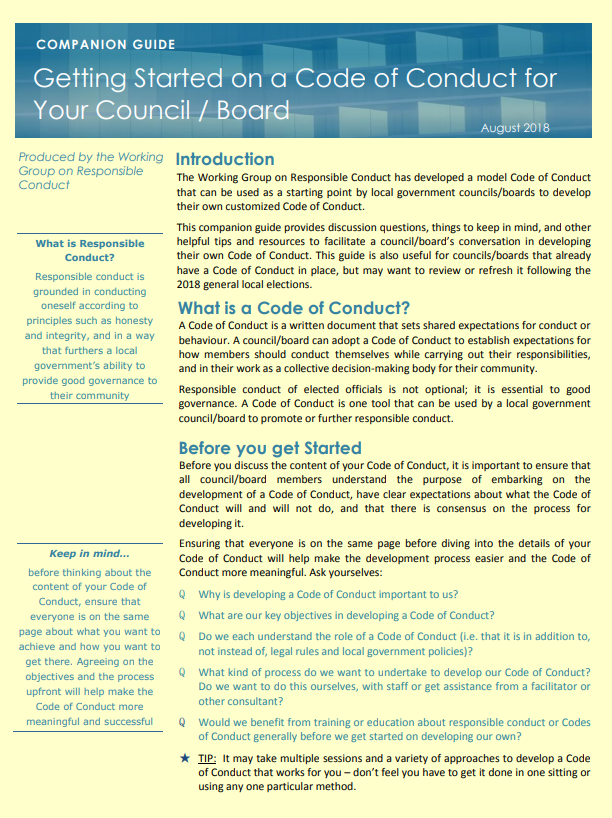 COMPANION GUIDE
Getting Started on a Code of Conduct for
Your Council / Board
August 2018
Produced by the Working
Group on Responsible
Conduct
What is Responsible
Conduct?
Responsible conduct is
grounded in conducting
oneself according to
principles such as honesty
and integrity, and in a way
that furthers a local
government's ability to
provide good governance to
their community
Keep in mind...
before thinking about the
content of your Code of
Conduct, ensure that
everyone is on the same
page about what you want to
achieve and how you want to
get there. Agreeing on the
objectives and the process
upfront will help make the
Code of Conduct more
meaningful and successful
Introduction
The Working Group on Responsible Conduct has developed a model Code of Conduct
that can be used as a starting point by local government councils/boards to develop
their own customized Code of Conduct.
This companion guide provides discussion questions, things to keep in mind, and other
helpful tips and resources to facilitate a council/board's conversation in developing
their own Code of Conduct. This guide is also useful for councils/boards that already
have a Code of Conduct in place, but may want to review or refresh it following the
2018 general local elections.
What is a Code of Conduct?
A Code of Conduct is a written document that sets shared expectations for conduct or
behaviour. A council/board can adopt a Code of Conduct to establish expectations for
how members should conduct themselves while carrying out their responsibilities,
and in their work as a collective decision-making body for their community.
Responsible conduct of elected officials is not optional; it is essential to good
governance. A Code of Conduct is one tool that can be used by a local government
council/board to promote or further responsible conduct.
Before you get Started
Before you discuss the content of your Code of Conduct, it is important to ensure that
all council/board members understand the purpose of embarking on the
development of a Code of Conduct, have clear expectations about what the Code of
Conduct will and will not do, and that there is consensus on the process for
developing it.
Ensuring that everyone is on the same page before diving into the details of your
Code of Conduct will help make the development process easier and the Code of
Conduct more meaningful. Ask yourselves:
Q Why is developing a Code of Conduct important to us?
Q What are our key objectives in developing a Code of Conduct?
Q Do we each understand the role of a Code of Conduct (i.e. that it is in addition to,
not instead of, legal rules and local government policies)?
Q What kind of process do we want to undertake to develop our Code of Conduct?
Do we want to do this ourselves, with staff or get assistance from a facilitator or
other consultant?
Q Would we benefit from training or education about responsible conduct or Codes
of Conduct generally before we get started on developing our own?
★ TIP: It may take multiple sessions and a variety of approaches to develop a Code
of Conduct that works for you – don't feel you have to get it done in one sitting or
using any one particular method.